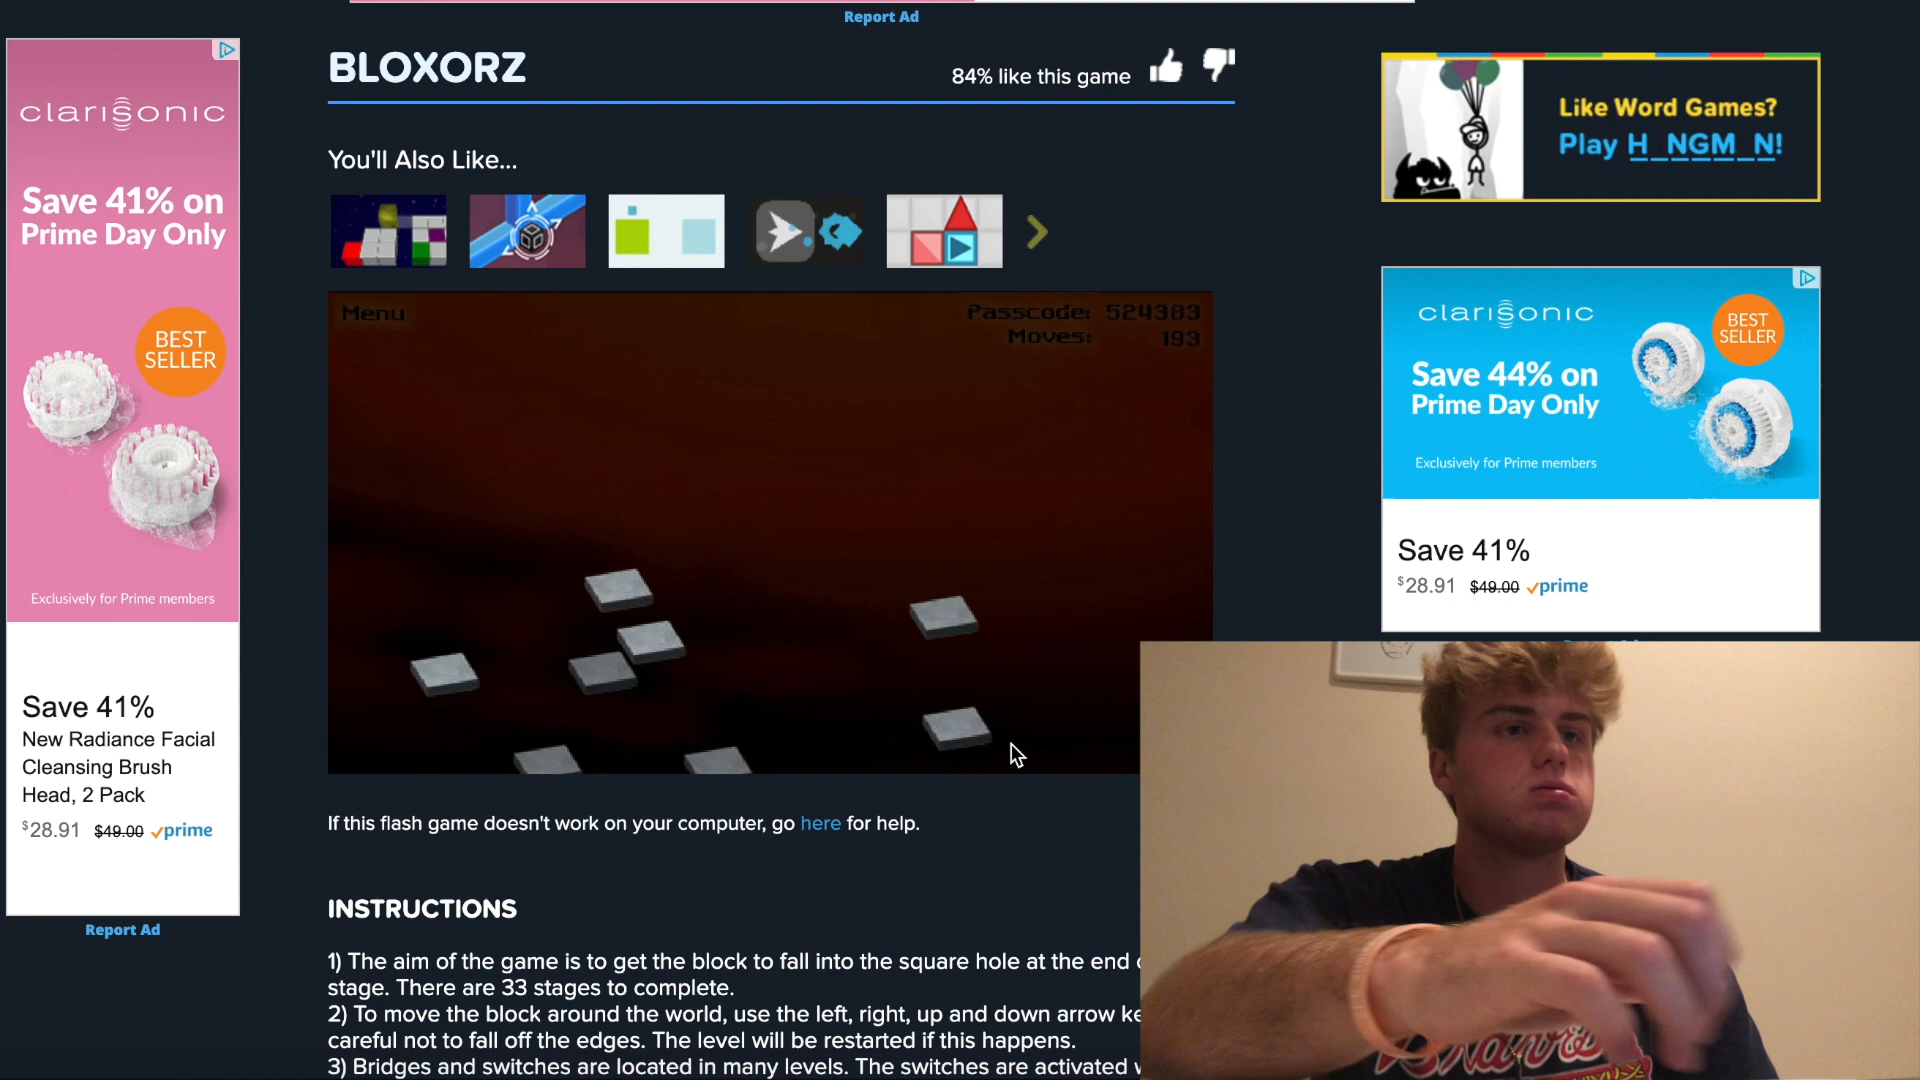 Report Ad
BLOXORZ
84% like this game
You'll Also Like...
Menu
Passcode: 524383
Moves: 193
If this flash game doesn't work on your computer, go here for help.
INSTRUCTIONS
1) The aim of the game is to get the block to fall into the square hole at the end
stage. There are 33 stages to complete.
2) To move the block around the world, use the left, right, up and down arrow
careful not to fall off the edges. The level will be restarted if this happens.
3) Bridges and switches are located in many levels. The switches are activated
clarisonic
Save 41% on
Prime Day Only
BEST
SELLER
Exclusively for Prime members
Save 41%
New Radiance Facial
Cleansing Brush
Head, 2 Pack
$28.91 $49.00 prime
Report Ad
Like Word Games?
Play H_NGM_N!
clarisonic
BEST
SELLER
Save 44% on
Prime Day Only
Exclusively for Prime members
Save 41%
$28.91 $49.00 prime
Braves